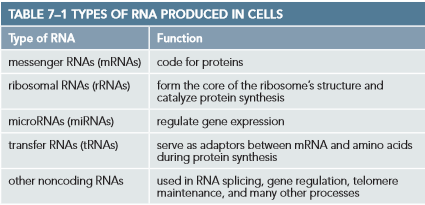 TABLE 7–1 TYPES OF RNA PRODUCED IN CELLS
Type of RNA Function
messenger RNAs (mRNAs) code for proteins
ribosomal RNAs (rRNAs) form the core of the ribosome's structure and
catalyze protein synthesis
microRNAs (miRNAs) regulate gene expression
transfer RNAs (tRNAs) serve as adaptors between mRNA and amino acids
during protein synthesis
other noncoding RNAs used in RNA splicing, gene regulation, telomere
maintenance, and many other processes